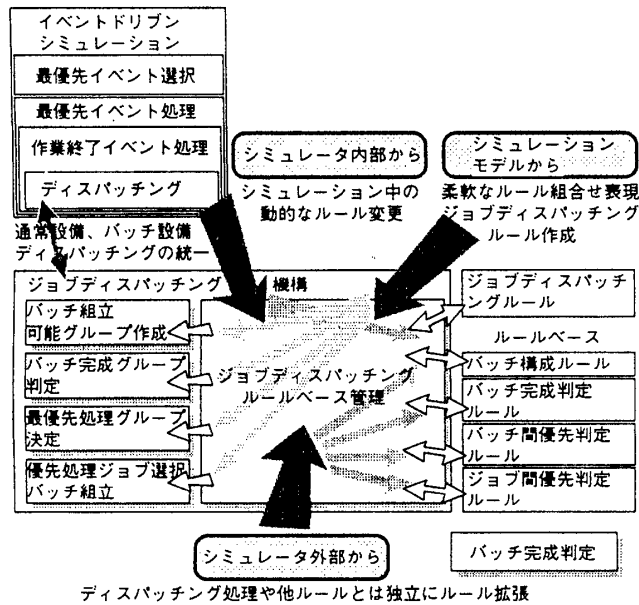 イベントドリブン
シミュレーション
最優先イベント選択
最優先イベント処理
作業終了イベント処理
ディスパッチング
シミュレータ内部から
シミュレーション中の
動的なルール変更
シミュレーション
モデルから
柔軟なルール組合せ表現
ジョブディスパッチング
ルール作成
通常設備、バッチ設備
ディスパッチングの統一
ジョブディスパッチング 機構
バッチ組立
可能グループ作成
バッチ完成グループ
判定
最優先処理グループ
決定
優先処理ジョブ選択
バッチ組立
ジョブディスパッチング
ルールベース管理
ジョブディスパッチ
ングルール
ルールベース
バッチ構成ルール
バッチ完成判定
ルール
バッチ間優先判定
ルール
ジョブ間優先判定
ルール
シミュレータ外部から
バッチ完成判定
ディスパッチング処理や他ルールとは独立にルール拡張